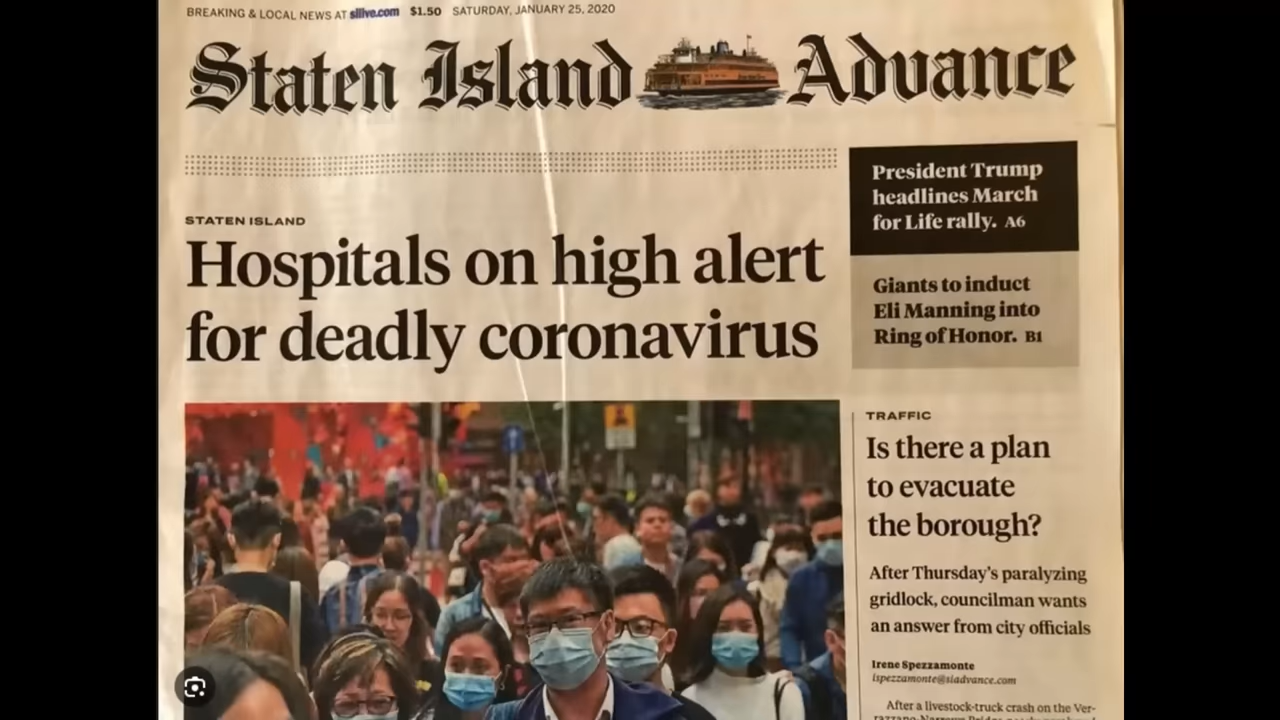 BREAKING & LOCAL NEWS AT silive.com $1.50 SATURDAY, JANUARY 25, 2020
Staten Island Advance
President Trump
headlines March
for Life rally. A6
STATEN ISLAND
Hospitals on high alert
for deadly coronavirus
Giants to induct
Eli Manning into
Ring of Honor. B1
TRAFFIC
Is there a plan
to evacuate
the borough?
After Thursday's paralyzing
gridlock, councilman wants
an answer from city officials
Irene Spezzamonte
ispezzamonte@siadvance.com
After a livestock-truck crash on the Ver-
razzano-Narrows Bridge